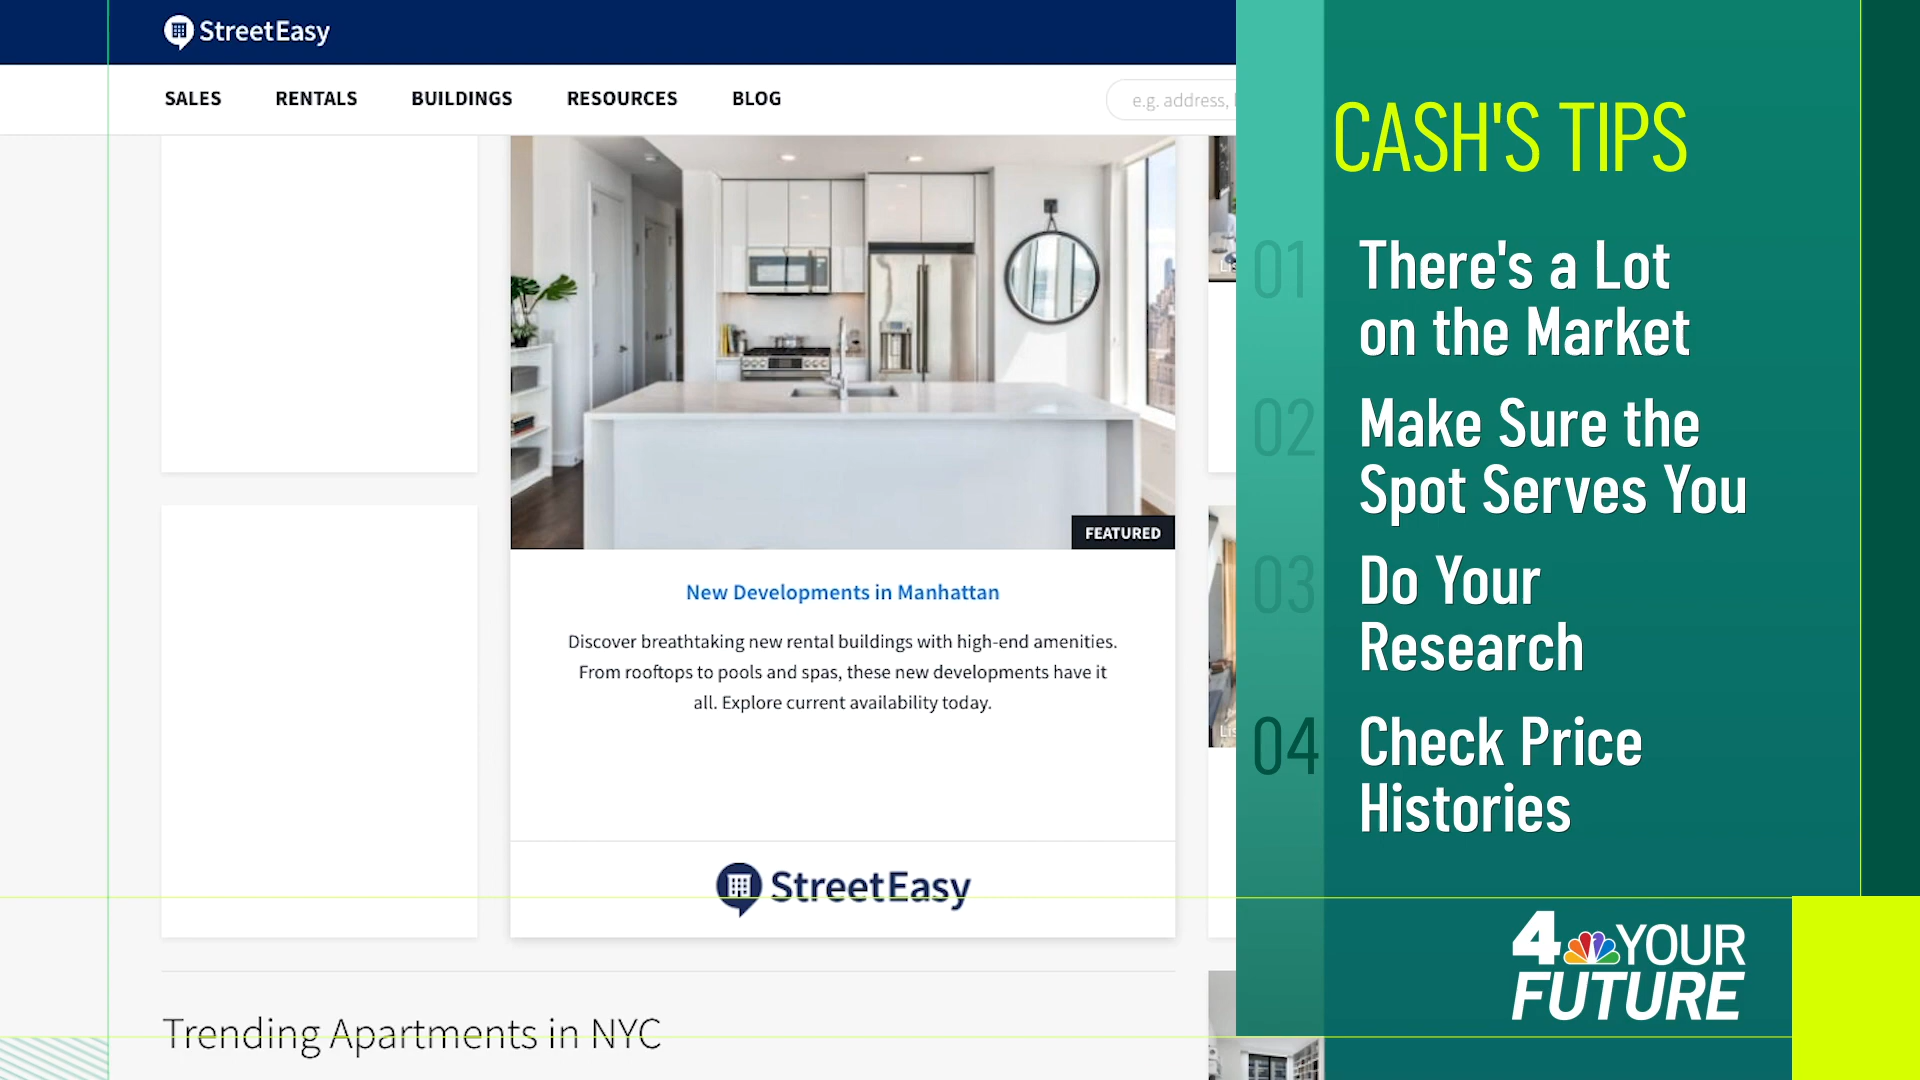 StreetEasy
SALES
RENTALS
BUILDINGS
RESOURCES
BLOG
e.g. address,
FEATURED
New Developments in Manhattan
Discover breathtaking new rental buildings with high-end amenities.
From rooftops to pools and spas, these new developments have it
all. Explore current availability today.
StreetEasy
Trending Apartments in NYC
CASH'S TIPS
01
There's a Lot
on the Market
02
Make Sure the
Spot Serves You
03
Do Your
Research
04
Check Price
Histories
4 YOUR
FUTURE